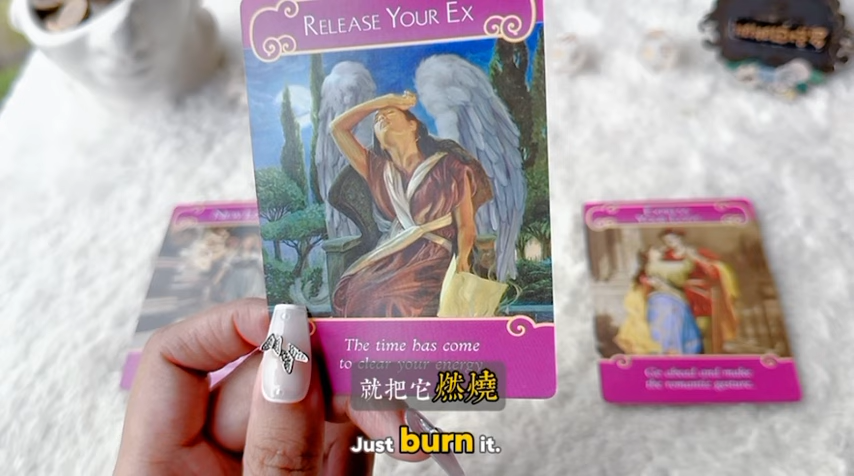 RELEASE YOUR EX
The time has come
to clear your energy
就把它燃燒
Just burn it.
Go ahead and make
the romantic gesture.